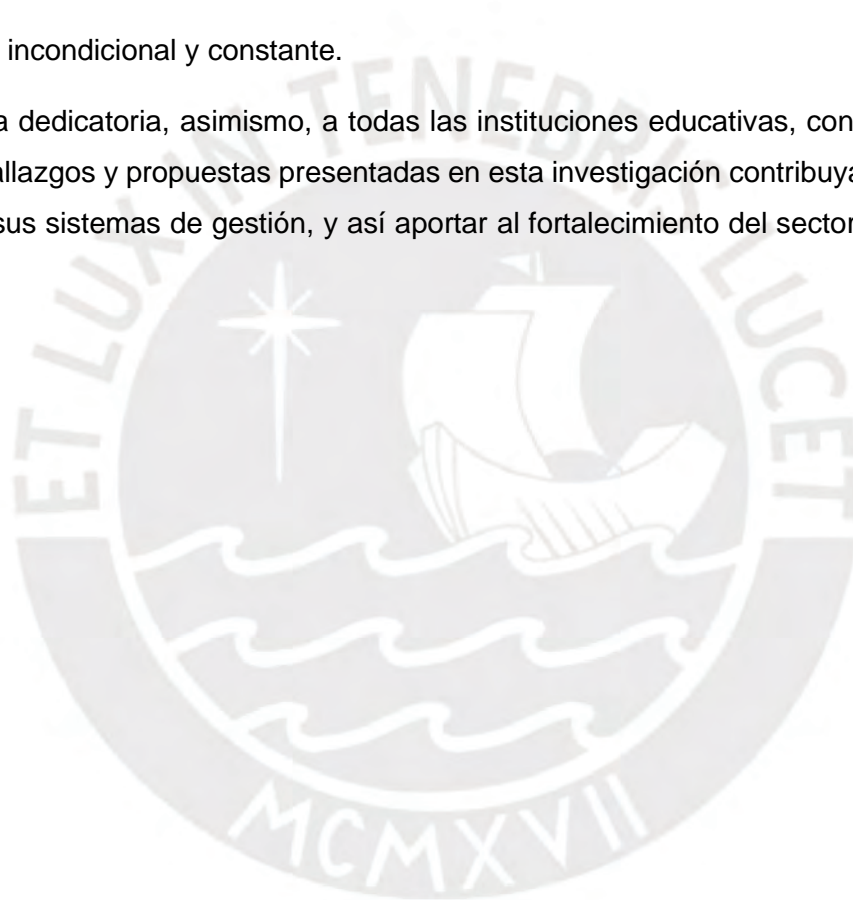 incondicional y constante.
a dedicatoria, asimismo, a todas las instituciones educativas, con
allazgos y propuestas presentadas en esta investigación contribuya
sus sistemas de gestión, y así aportar al fortalecimiento del sector
ET LUX IN TENEBRIS LUCET
MCMXVII